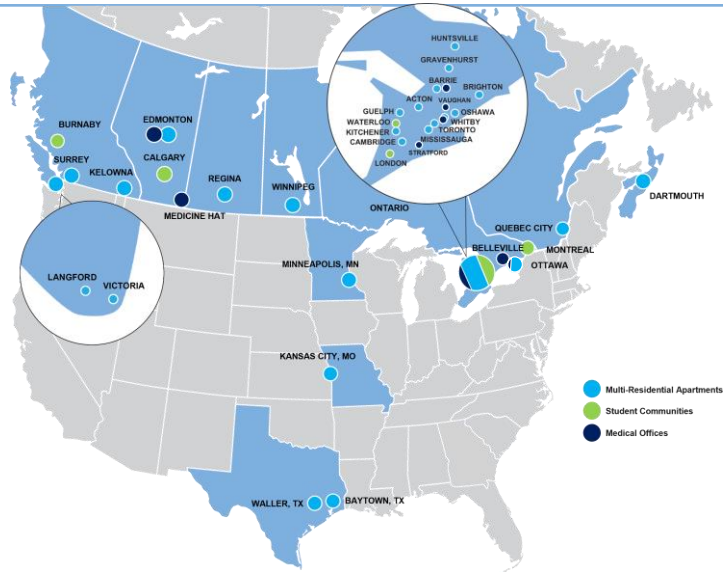 HUNTSVILLE
GRAVENHURST
BARRIE
BRIGHTON
ACTON
VAUGHAN
GUELPH
OSHAWA
WATERLOO
WHITBY
KITCHENER
TORONTO
CAMBRIDGE
MISSISSAUGA
STRATFORD
LONDON
BURNABY
EDMONTON
SURREY
CALGARY
KELOWNA
REGINA
WINNIPEG
MEDICINE HAT
ONTARIO
DARTMOUTH
QUEBEC CITY
BELLEVILLE
MONTREAL
OTTAWA
LANGFORD
VICTORIA
MINNEAPOLIS, MN
KANSAS CITY, MO
WALLER, TX
BAYTOWN, TX
Multi-Residential Apartments
Student Communities
Medical Offices